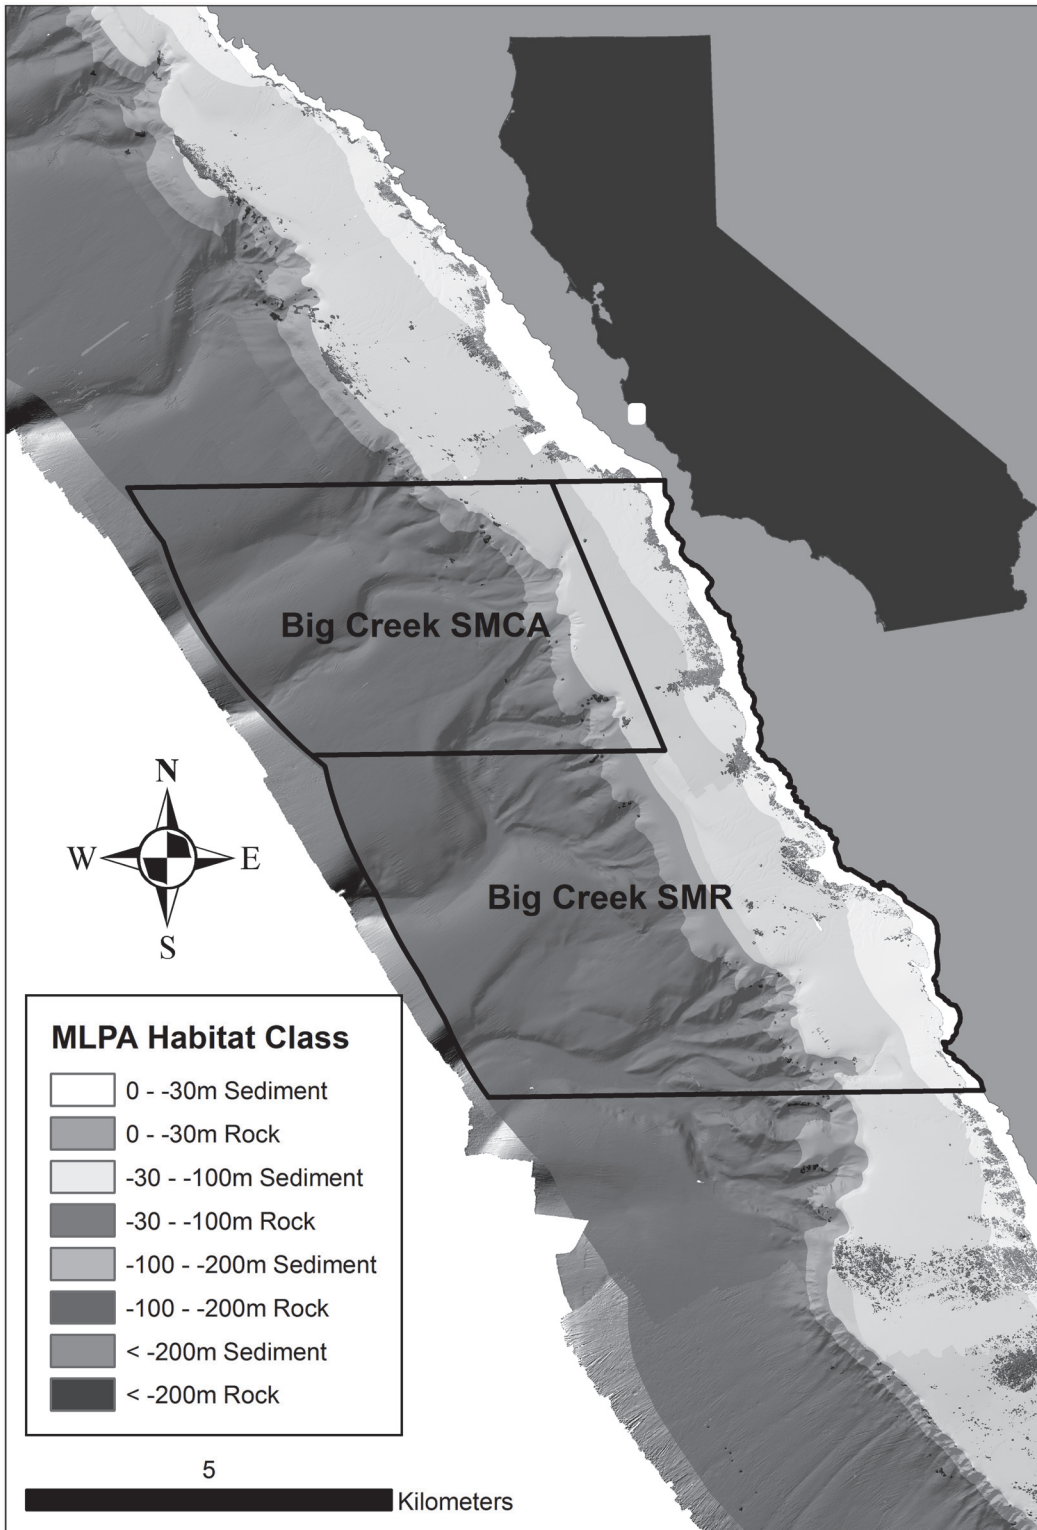 Big Creek SMCA
N
W E
S
Big Creek SMR
MLPA Habitat Class
0 - -30m Sediment
0 - -30m Rock
-30 - -100m Sediment
-30 - -100m Rock
-100 - -200m Sediment
-100 - -200m Rock
< -200m Sediment
< -200m Rock
5
Kilometers